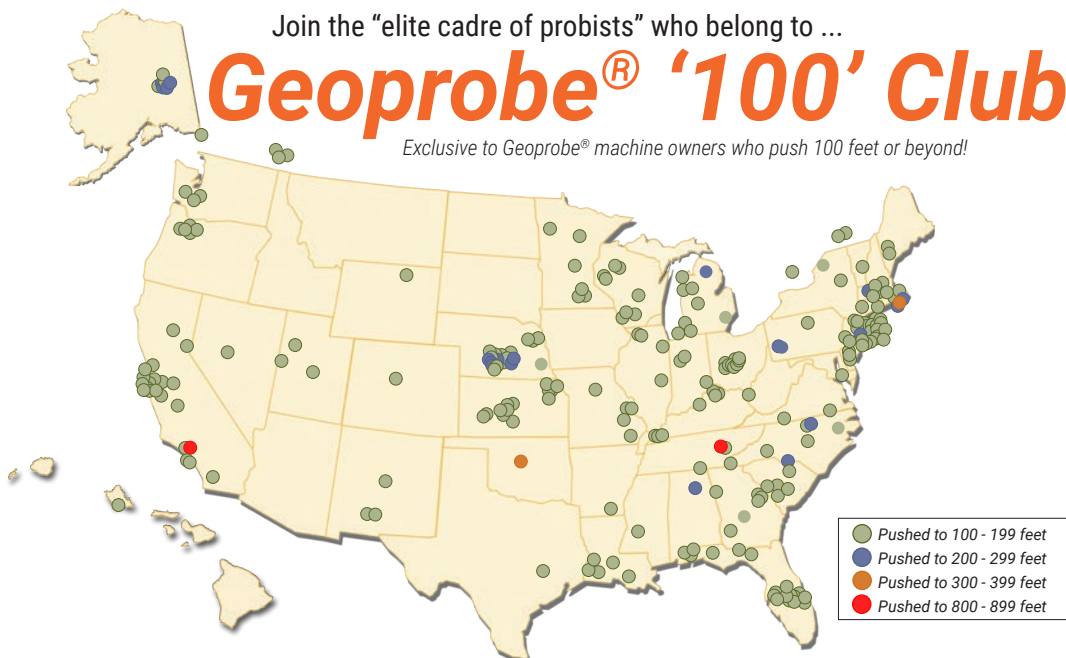 Join the “elite cadre of probists” who belong to ...
Geoprobe® ‘100’ Club
Exclusive to Geoprobe® machine owners who push 100 feet or beyond!
Pushed to 100 - 199 feet
Pushed to 200 - 299 feet
Pushed to 300 - 399 feet
Pushed to 800 - 899 feet